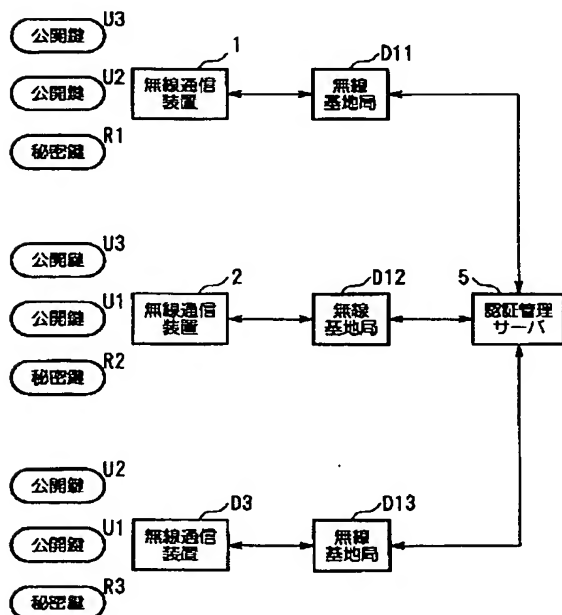 公開鍵 U3
公開鍵 U2
秘密鍵 R1
1
無線通信
装置
D11
無線
基地局
公開鍵 U3
公開鍵 U1
秘密鍵 R2
2
無線通信
装置
D12
無線
基地局
5
認証管理
サーバ
公開鍵 U2
公開鍵 U1
秘密鍵 R3
D3
無線通信
装置
D13
無線
基地局